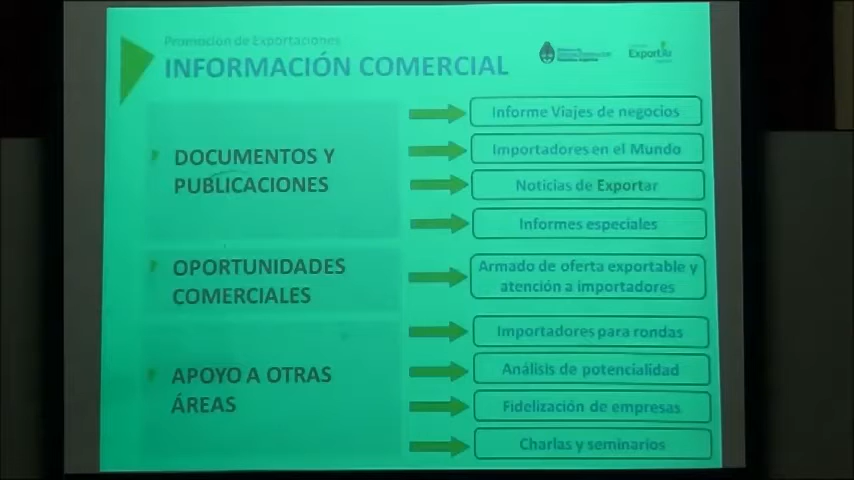 Promoción de Exportaciones
INFORMACIÓN COMERCIAL
ExportAr
DOCUMENTOS Y
PUBLICACIONES
Informe Viajes de negocios
Importadores en el Mundo
Noticias de Exportar
Informes especiales
OPORTUNIDADES
COMERCIALES
Armado de oferta exportable y
atención a importadores
APOYO A OTRAS
ÁREAS
Importadores para rondas
Análisis de potencialidad
Fidelización de empresas
Charlas y seminarios